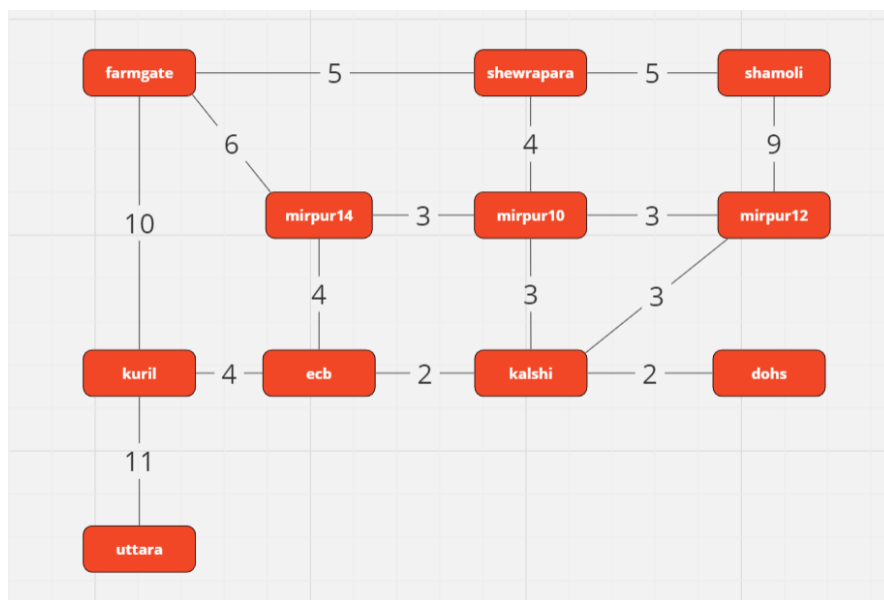 farmgate 5 shewrapara 5 shamoli
6 4 9
10
mirpur14 3 mirpur10 3 mirpur12
4 3 3
kuril 4 ecb 2 kalshi 2 dohs
11
uttara